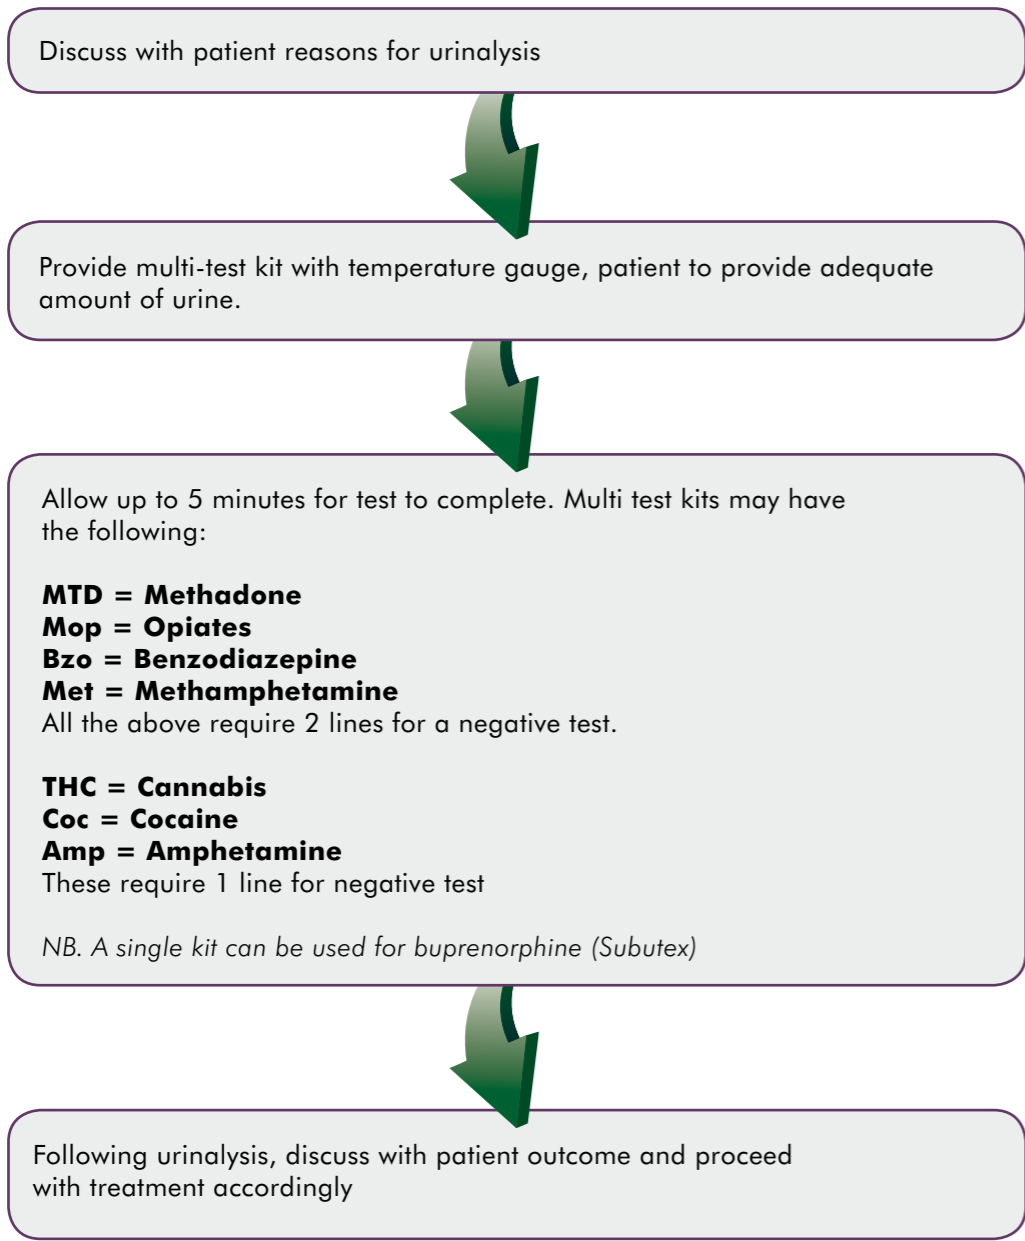 Discuss with patient reasons for urinalysis
Provide multi-test kit with temperature gauge, patient to provide adequate
amount of urine.
Allow up to 5 minutes for test to complete. Multi test kits may have
the following:
MTD = Methadone
Mop = Opiates
Bzo = Benzodiazepine
Met = Methamphetamine
All the above require 2 lines for a negative test.
THC = Cannabis
Coc = Cocaine
Amp = Amphetamine
These require 1 line for negative test
NB. A single kit can be used for buprenorphine (Subutex)
Following urinalysis, discuss with patient outcome and proceed
with treatment accordingly